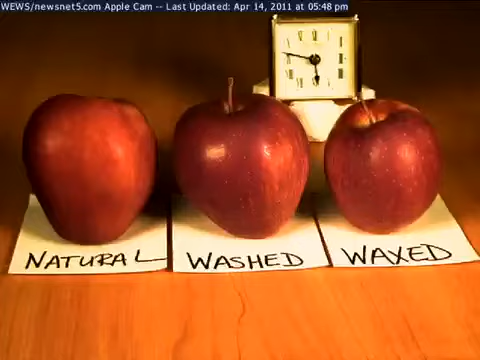 WEWS/newsnet5.com Apple Cam -- Last Updated: Apr 14, 2011 at 05:48 pm
NATURAL WASHED WAXED